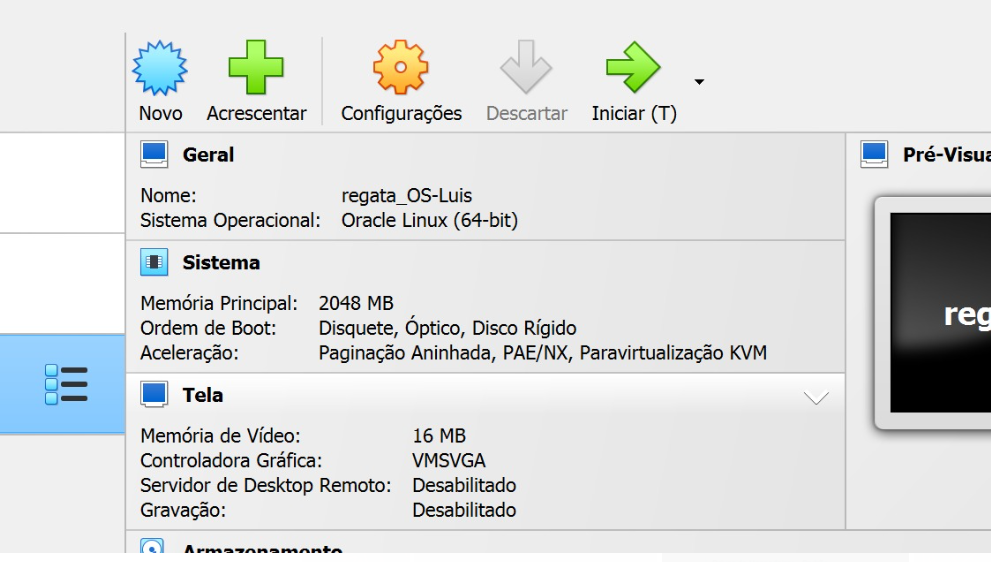 Novo Acrescentar Configurações Descartar Iniciar (T)
Geral
Nome: regata_OS-Luis
Sistema Operacional: Oracle Linux (64-bit)
Sistema
Memória Principal: 2048 MB
Ordem de Boot: Disquete, Óptico, Disco Rígido
Aceleração: Paginação Aninhada, PAE/NX, Paravirtualização KVM
Tela
Memória de Vídeo: 16 MB
Controladora Gráfica: VMSVGA
Servidor de Desktop Remoto: Desabilitado
Gravação: Desabilitado
Armazenamento
Pré-Visua
reg